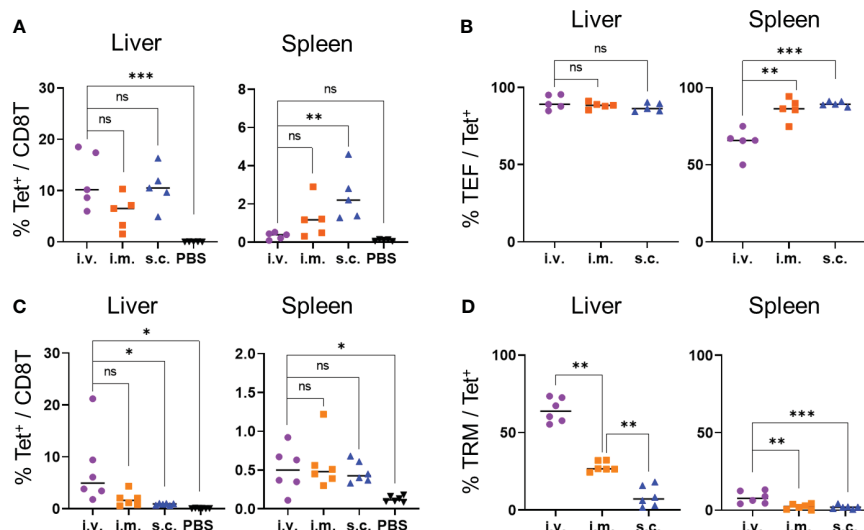 A
Liver
Spleen
% Tet+ / CD8T
30
20
10
0
***
ns
ns
i.v. i.m. s.c. PBS
8
6
4
2
0
ns
**
ns
i.v. i.m. s.c. PBS
B
Liver
Spleen
% TEF / Tet+
100
50
0
ns
ns
i.v. i.m. s.c.
100
50
0
***
**
i.v. i.m. s.c.
C
Liver
Spleen
% Tet+ / CD8T
30
20
10
0
*
*
ns
i.v. i.m. s.c. PBS
2.0
1.5
1.0
0.5
0.0
*
ns
ns
i.v. i.m. s.c. PBS
D
Liver
Spleen
% TRM / Tet+
100
50
0
**
**
i.v. i.m. s.c.
100
50
0
***
**
i.v. i.m. s.c.